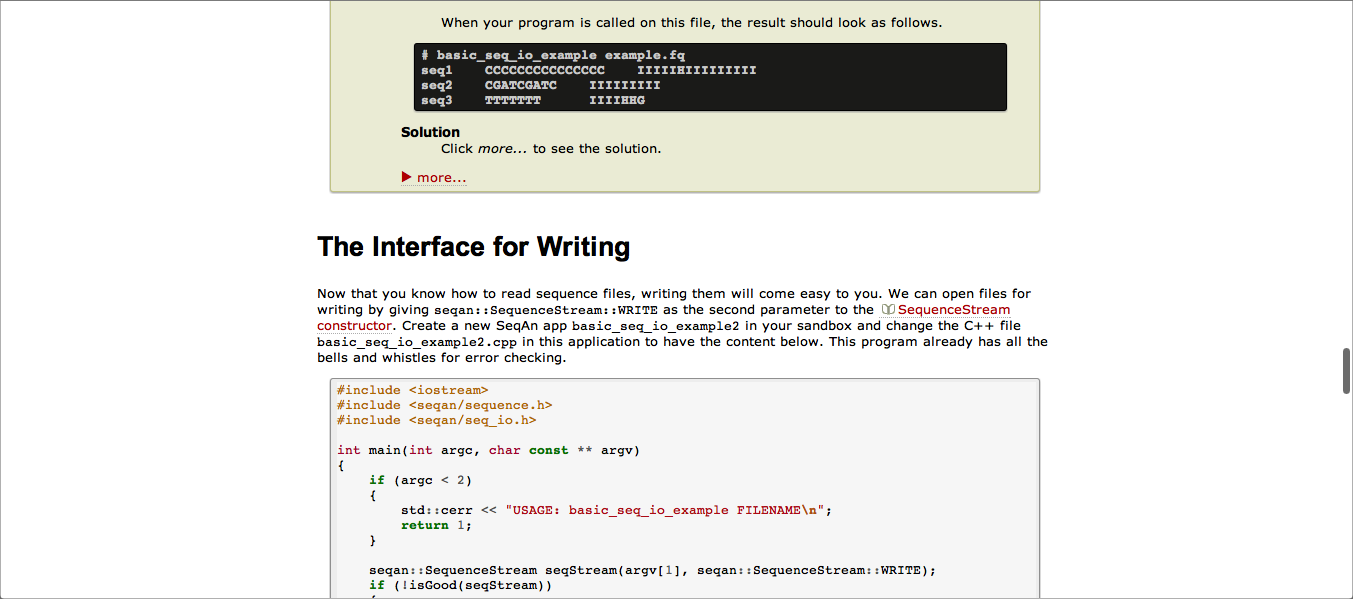 When your program is called on this file, the result should look as follows.
# basic_seq_io_example example.fq
seq1    CCCCCCCCCCCCCCC    IIIIIHIIIIIIIII
seq2    CGATCGATC    IIIIIIIII
seq3    TTTTTTT      IIIIHHG
Solution
Click more... to see the solution.
more...
The Interface for Writing
Now that you know how to read sequence files, writing them will come easy to you. We can open files for
writing by giving seqan::SequenceStream::WRITE as the second parameter to the SequenceStream
constructor. Create a new SeqAn app basic_seq_io_example2 in your sandbox and change the C++ file
basic_seq_io_example2.cpp in this application to have the content below. This program already has all the
bells and whistles for error checking.
#include <iostream>
#include <seqan/sequence.h>
#include <seqan/seq_io.h>
int main(int argc, char const ** argv)
{
    if (argc < 2)
    {
        std::cerr << "USAGE: basic_seq_io_example FILENAME\n";
        return 1;
    }
    seqan::SequenceStream seqStream(argv[1], seqan::SequenceStream::WRITE);
    if (!isGood(seqStream))